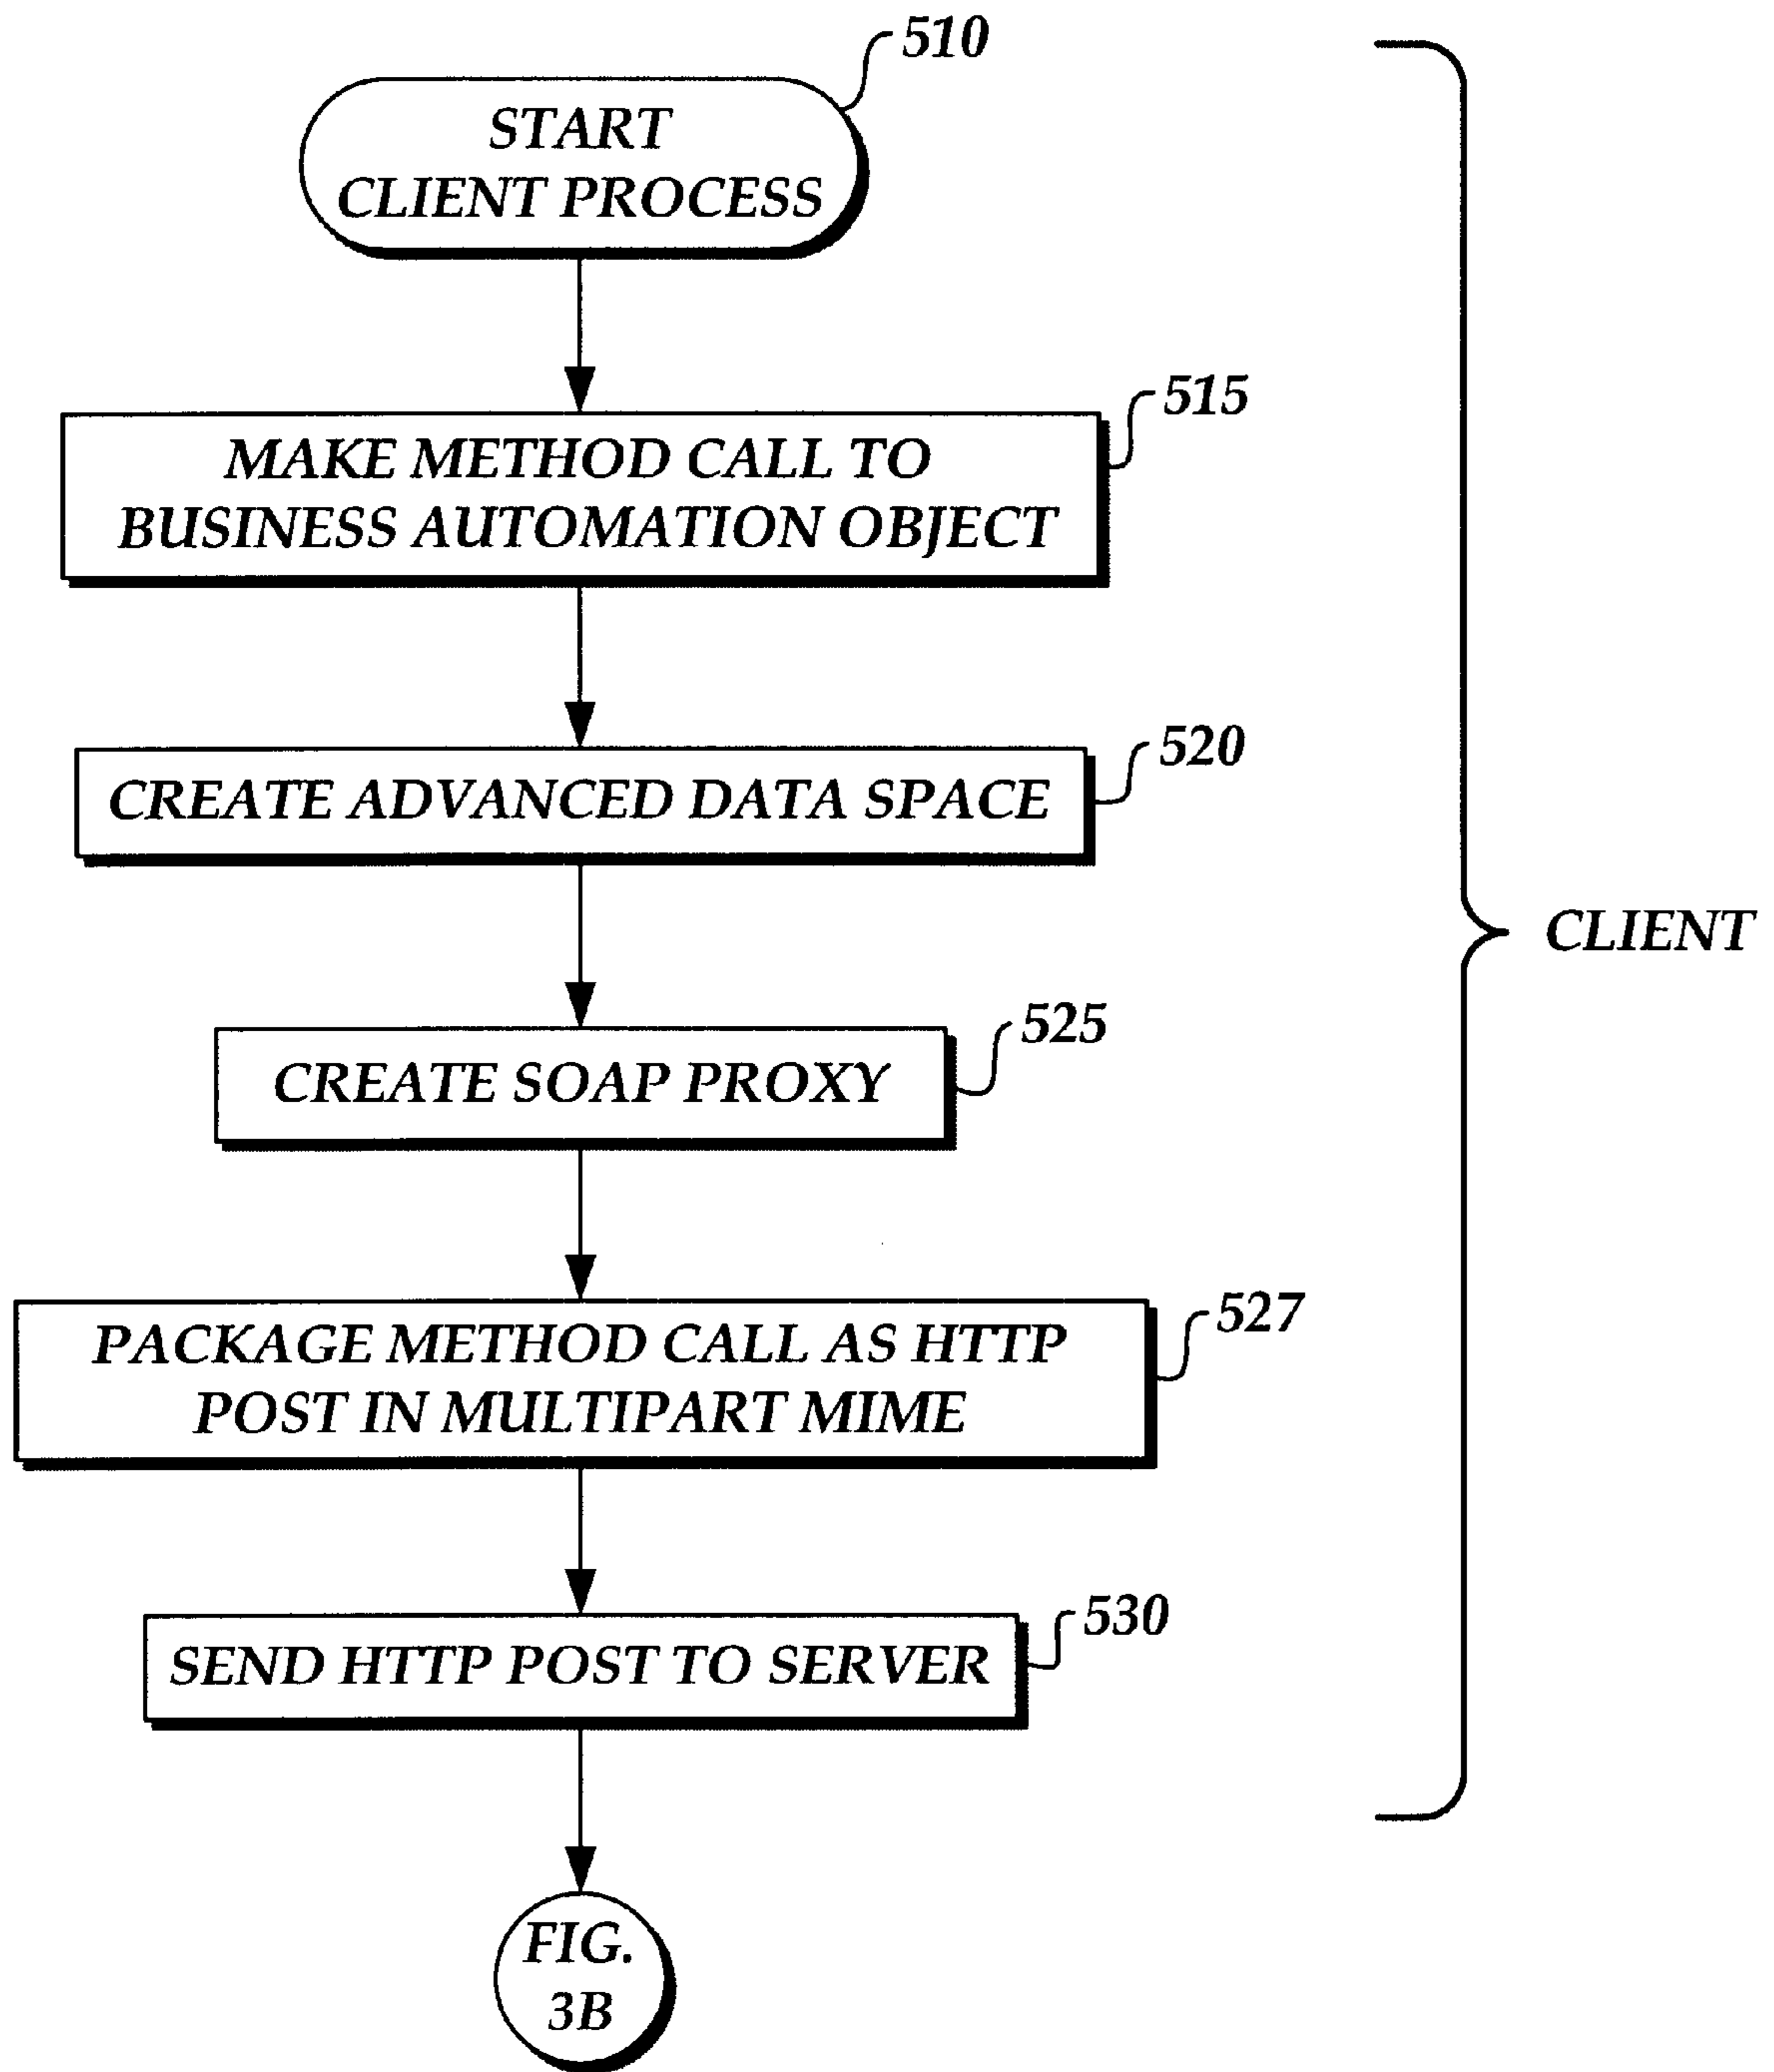 510
START
CLIENT PROCESS
515
MAKE METHOD CALL TO
BUSINESS AUTOMATION OBJECT
520
CREATE ADVANCED DATA SPACE
CLIENT
525
CREATE SOAP PROXY
527
PACKAGE METHOD CALL AS HTTP
POST IN MULTIPART MIME
530
SEND HTTP POST TO SERVER
FIG.
3B